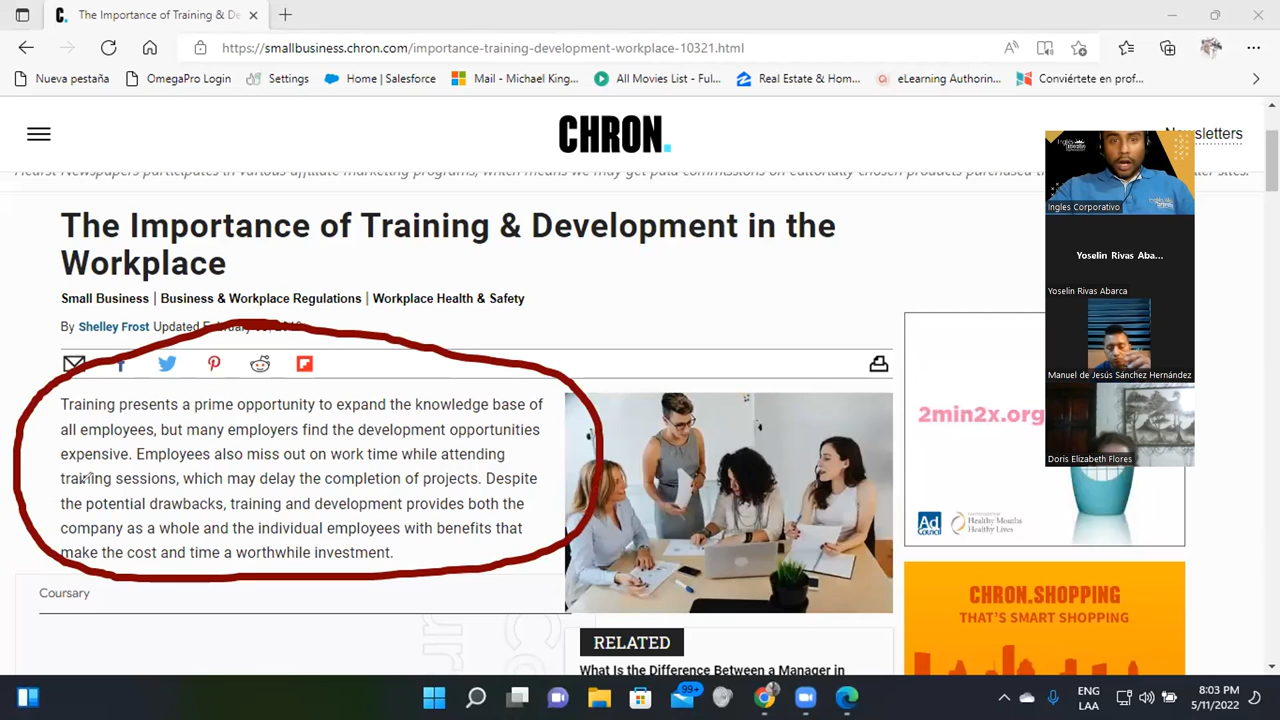 The Importance of Training & De
https://smallbusiness.chron.com/importance-training-development-workplace-10321.html
Nueva pestaña
OmegaPro Login
Settings
Home | Salesforce
Mail - Michael King...
All Movies List - Ful...
Real Estate & Hom...
eLearning Authorin...
Conviértete en prof...
CHRON.
The Importance of Training & Development in the
Workplace
Small Business | Business & Workplace Regulations | Workplace Health & Safety
By Shelley Frost Updated
Training presents a prime opportunity to expand the knowledge base of
all employees, but many employers find the development opportunities
expensive. Employees also miss out on work time while attending
training sessions, which may delay the completion of projects. Despite
the potential drawbacks, training and development provides both the
company as a whole and the individual employees with benefits that
make the cost and time a worthwhile investment.
Coursary
RELATED
What Is the Difference Between a Manager in
Ingles Corporativo
Yoselin Rivas Aba...
Yoselin Rivas Abarca
Manuel de Jesús Sánchez Hernández
Doris Elizabeth Flores
2min2x.org
Ad
Council
Healthy Mouths
Healthy Lives
CHRON.SHOPPING
THAT'S SMART SHOPPING
99+
ENG
LAA
8:03 PM
5/11/2022